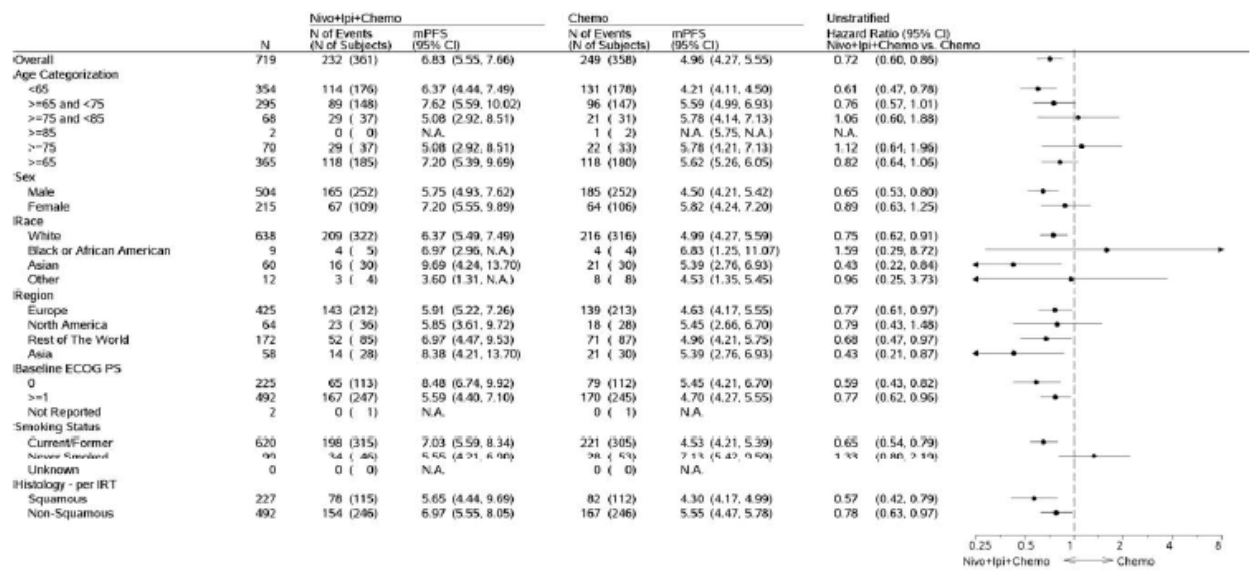 Nivo+Ipi+Chemo Chemo Unstratified
N of Events mPFS N of Events mPFS Hazard Ratio (95% CI)
N (N of Subjects) (95% CI) (N of Subjects) (95% CI) Nivo+Ipi+Chemo vs. Chemo
Overall 719 232 (361) 6.83 (5.55, 7.66) 249 (358) 4.96 (4.27, 5.55) 0.72 (0.60, 0.86)
Age Categorization
<65 354 114 (176) 6.37 (4.44, 7.49) 131 (178) 4.21 (4.11, 4.50) 0.61 (0.47, 0.78)
>=65 and <75 295 89 (148) 7.62 (5.59, 10.02) 96 (147) 5.59 (4.99, 6.93) 0.76 (0.57, 1.01)
>=75 and <85 68 29 ( 37) 5.08 (2.92, 8.51) 21 ( 31) 5.78 (4.14, 7.13) 1.06 (0.60, 1.88)
>=85 2 0 ( 0) N.A. 1 ( 2) N.A. (5.75, N.A.) N.A.
>=75 70 29 ( 37) 5.08 (2.92, 8.51) 22 ( 33) 5.78 (4.21, 7.13) 1.12 (0.64, 1.96)
>=65 365 118 (185) 7.20 (5.39, 9.69) 118 (180) 5.62 (5.26, 6.05) 0.82 (0.64, 1.06)
Sex
Male 504 165 (252) 5.75 (4.93, 7.62) 185 (252) 4.50 (4.21, 5.42) 0.65 (0.53, 0.80)
Female 215 67 (109) 7.20 (5.55, 9.89) 64 (106) 5.82 (4.24, 7.20) 0.89 (0.63, 1.25)
Race
White 638 209 (322) 6.37 (5.49, 7.49) 216 (316) 4.99 (4.27, 5.59) 0.75 (0.62, 0.91)
Black or African American 9 4 ( 5) 6.97 (2.96, N.A.) 4 ( 4) 6.83 (1.25, 11.07) 1.59 (0.29, 8.72)
Asian 60 16 ( 30) 9.69 (4.24, 13.70) 21 ( 30) 5.39 (2.76, 6.93) 0.43 (0.22, 0.84)
Other 12 3 ( 4) 3.60 (1.31, N.A.) 8 ( 8) 4.53 (1.35, 5.45) 0.96 (0.25, 3.73)
Region
Europe 425 143 (212) 5.91 (5.22, 7.26) 139 (213) 4.63 (4.17, 5.55) 0.77 (0.61, 0.97)
North America 64 23 ( 36) 5.85 (3.61, 9.72) 18 ( 28) 5.45 (2.66, 6.70) 0.79 (0.43, 1.48)
Rest of The World 172 52 ( 85) 6.97 (4.47, 9.53) 71 ( 87) 4.96 (4.21, 5.75) 0.68 (0.47, 0.97)
Asia 58 14 ( 28) 8.38 (4.21, 13.70) 21 ( 30) 5.39 (2.76, 6.93) 0.43 (0.21, 0.87)
Baseline ECOG PS
0 225 65 (113) 8.48 (6.74, 9.92) 79 (112) 5.45 (4.21, 6.70) 0.59 (0.43, 0.82)
>=1 492 167 (247) 5.59 (4.40, 7.10) 170 (245) 4.70 (4.27, 5.55) 0.77 (0.62, 0.96)
Not Reported 2 0 ( 1) N.A. 0 ( 1) N.A.
Smoking Status
Current/Former 620 198 (315) 7.03 (5.59, 8.34) 221 (305) 4.53 (4.21, 5.39) 0.65 (0.54, 0.79)
Never Smoked 99 34 ( 46) 5.55 (4.21, 6.90) 28 ( 53) 7.13 (5.42, 9.59) 1.33 (0.80, 2.19)
Unknown 0 0 ( 0) N.A. 0 ( 0) N.A.
Histology - per IRT
Squamous 227 78 (115) 5.65 (4.44, 9.69) 82 (112) 4.30 (4.17, 4.99) 0.57 (0.42, 0.79)
Non-Squamous 492 154 (246) 6.97 (5.55, 8.05) 167 (246) 5.55 (4.47, 5.78) 0.78 (0.63, 0.97)
0.25 0.5 1 2 4 8
Nivo+Ipi+Chemo Chemo